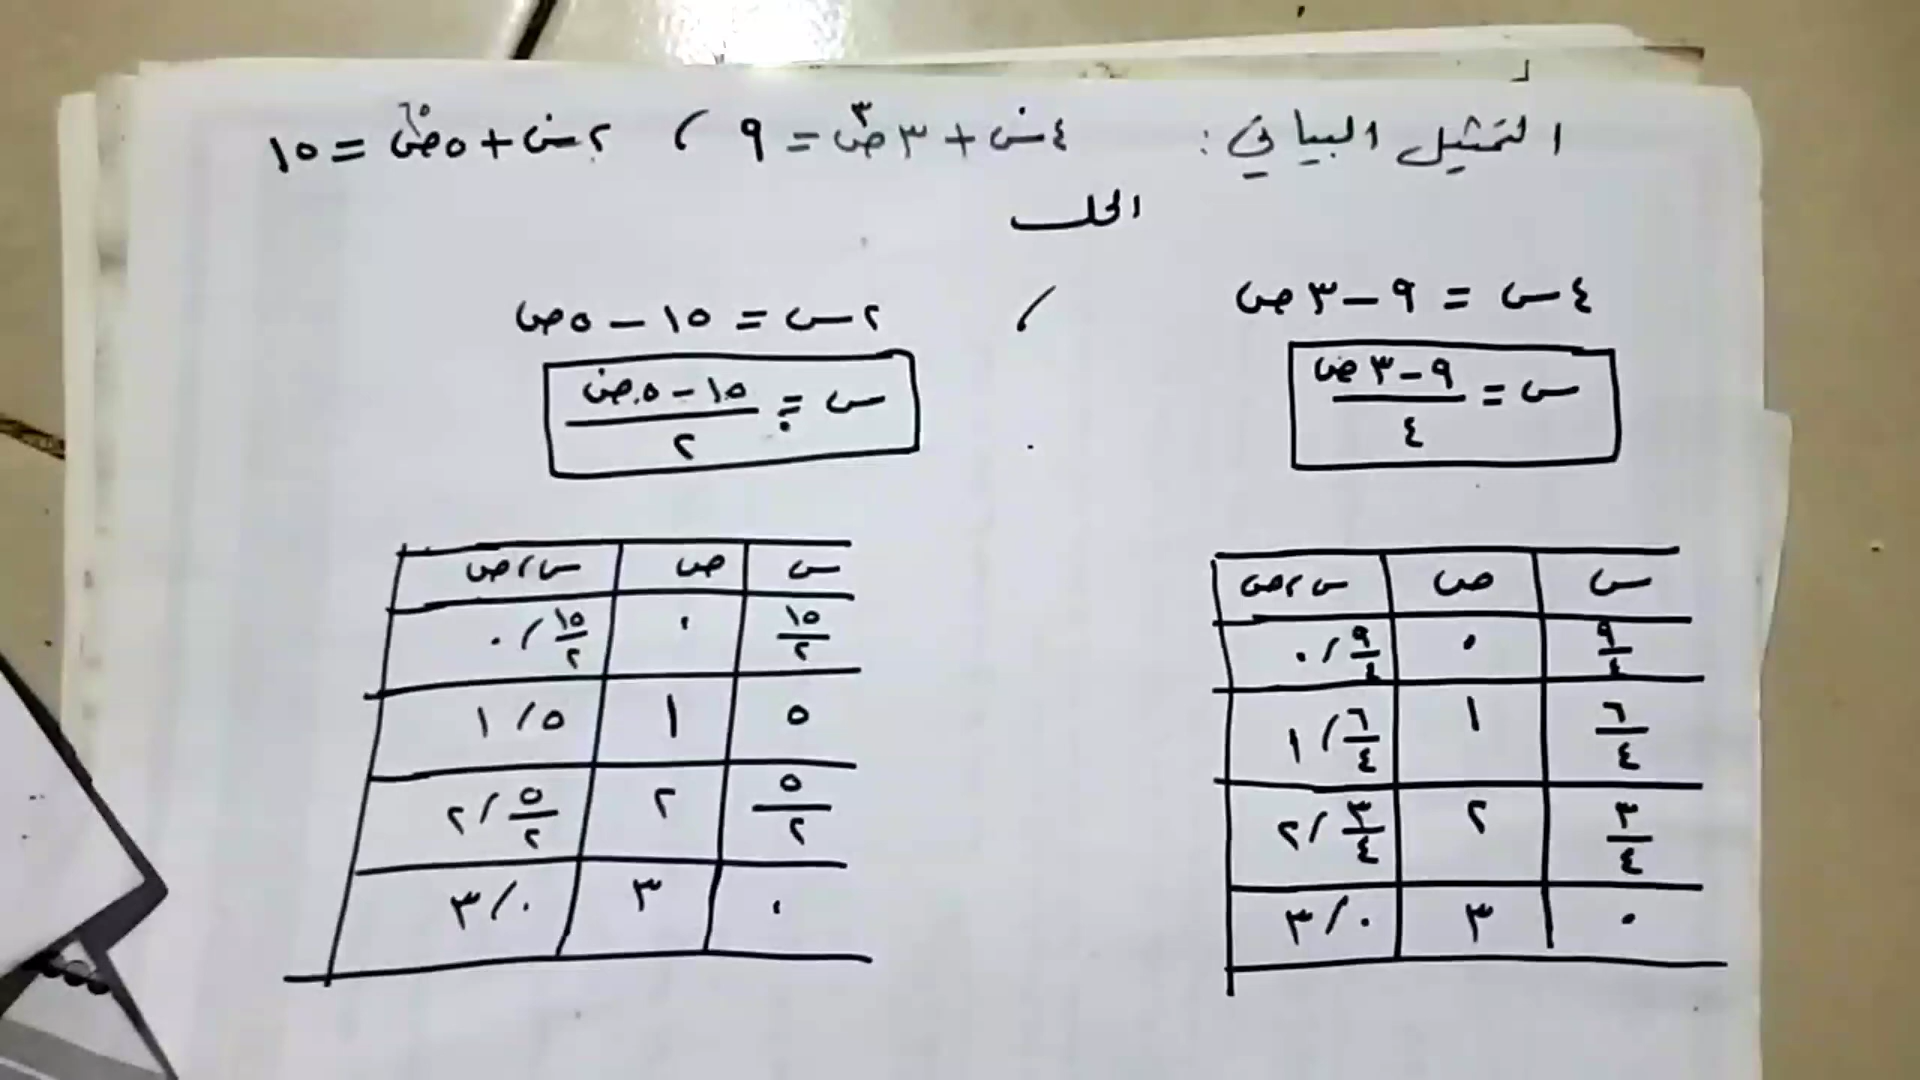 التمثيل البياني: ٤س + ٣ص = ٩ ، ٢س + ٥ص = ١٥
الحل
٤س = ٩ - ٣ص ، ٢س = ١٥ - ٥ص
س = (٩ - ٣ص)/٤
س = (١٥ - ٥ص)/٢
س ص س،ص
٩/٤ ٠ ٩/٤،٠
٦/٤ ١ ٦/٤،١
٣/٤ ٢ ٣/٤،٢
٠ ٣ ٠،٣
س ص س،ص
١٥/٢ ٠ ١٥/٢،٠
٥ ١ ٥،١
٥/٢ ٢ ٥/٢،٢
٠ ٣ ٠،٣